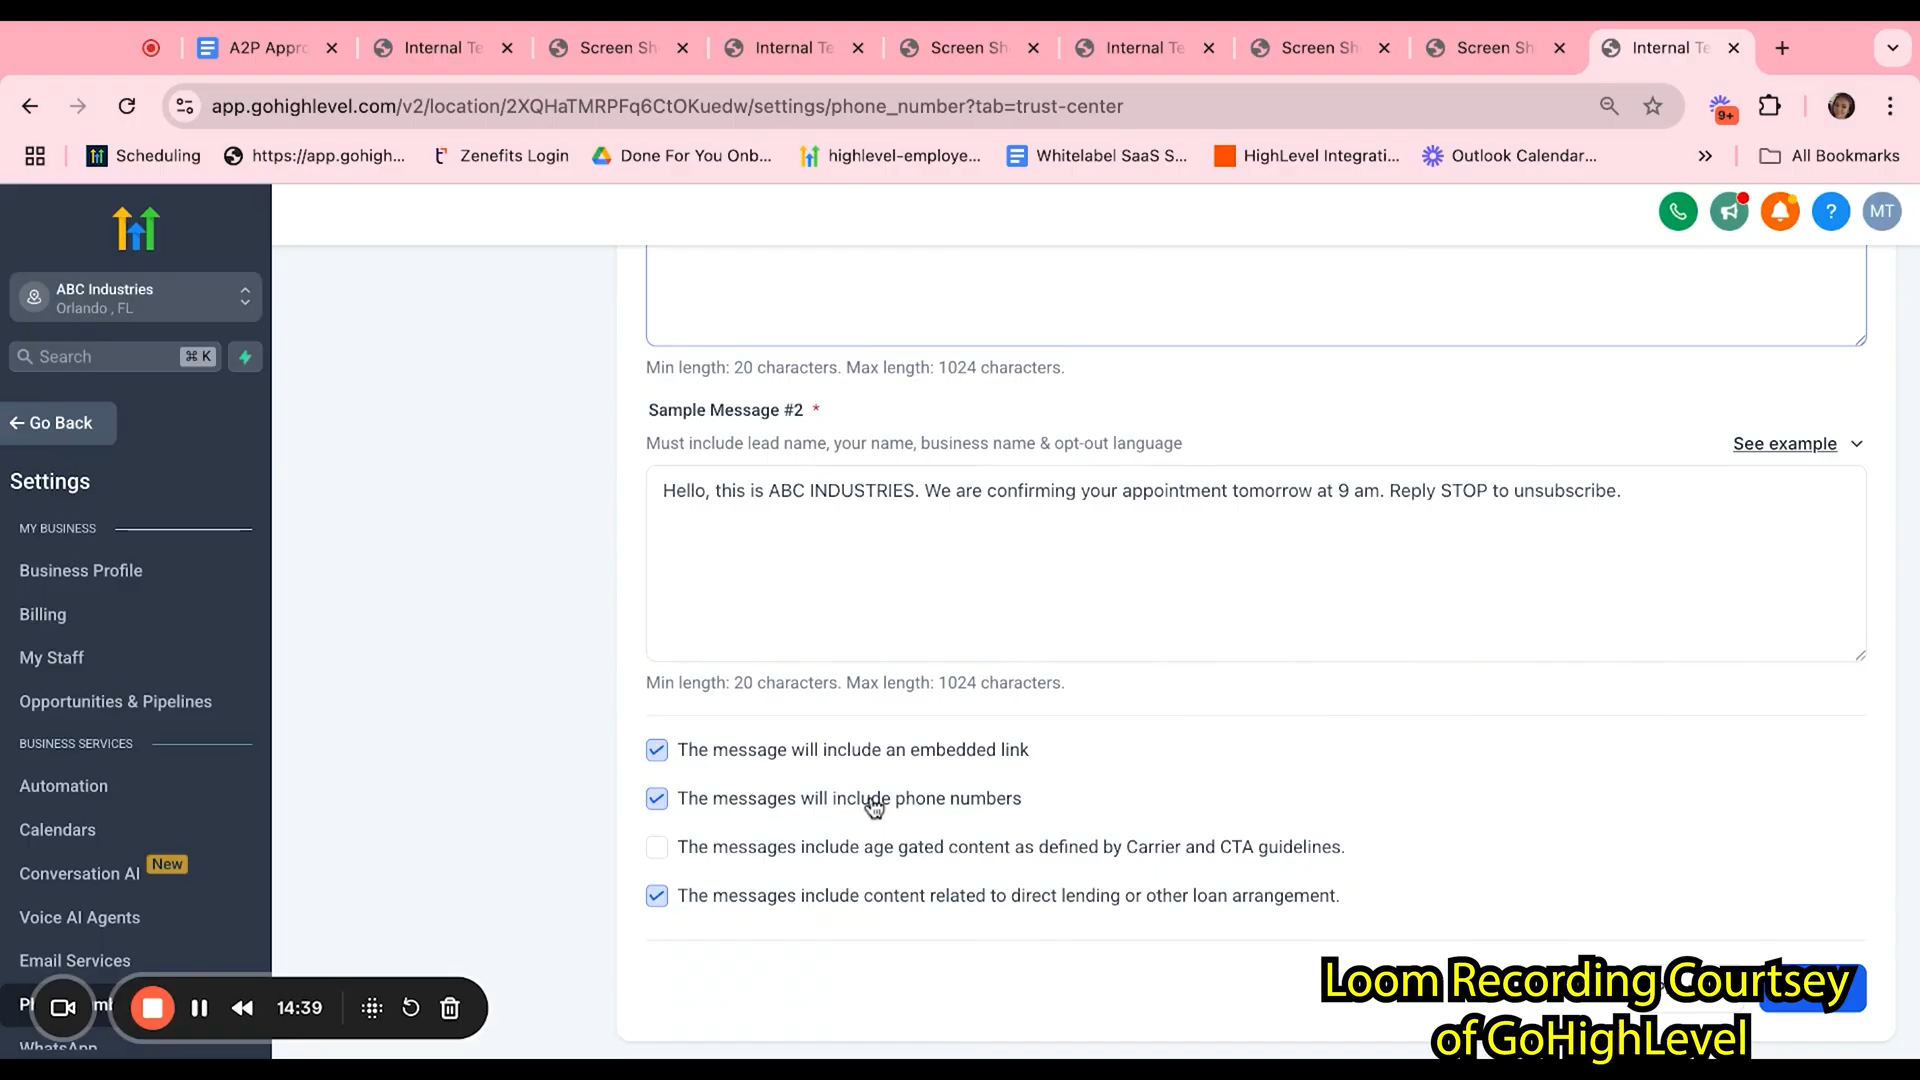 A2P Appro
Internal Te
Screen Sh
Internal Te
Screen Sh
Internal Te
Screen Sh
Screen Sh
Internal Te
app.gohighlevel.com/v2/location/2XQHaTMRPFq6CtOKuedw/settings/phone_number?tab=trust-center
9+
Scheduling
https://app.gohigh...
Zenefits Login
Done For You Onb...
highlevel-employe...
Whitelabel SaaS S...
HighLevel Integrati...
Outlook Calendar...
All Bookmarks
MT
ABC Industries
Orlando , FL
Search
⌘ K
Go Back
Settings
MY BUSINESS
Business Profile
Billing
My Staff
Opportunities & Pipelines
BUSINESS SERVICES
Automation
Calendars
Conversation AI New
Voice AI Agents
Email Services
WhatsApp
14:39
Min length: 20 characters. Max length: 1024 characters.
Sample Message #2 *
Must include lead name, your name, business name & opt-out language
See example
Hello, this is ABC INDUSTRIES. We are confirming your appointment tomorrow at 9 am. Reply STOP to unsubscribe.
Min length: 20 characters. Max length: 1024 characters.
The message will include an embedded link
The messages will include phone numbers
The messages include age gated content as defined by Carrier and CTA guidelines.
The messages include content related to direct lending or other loan arrangement.
Loom Recording Courtsey
of GoHighLevel